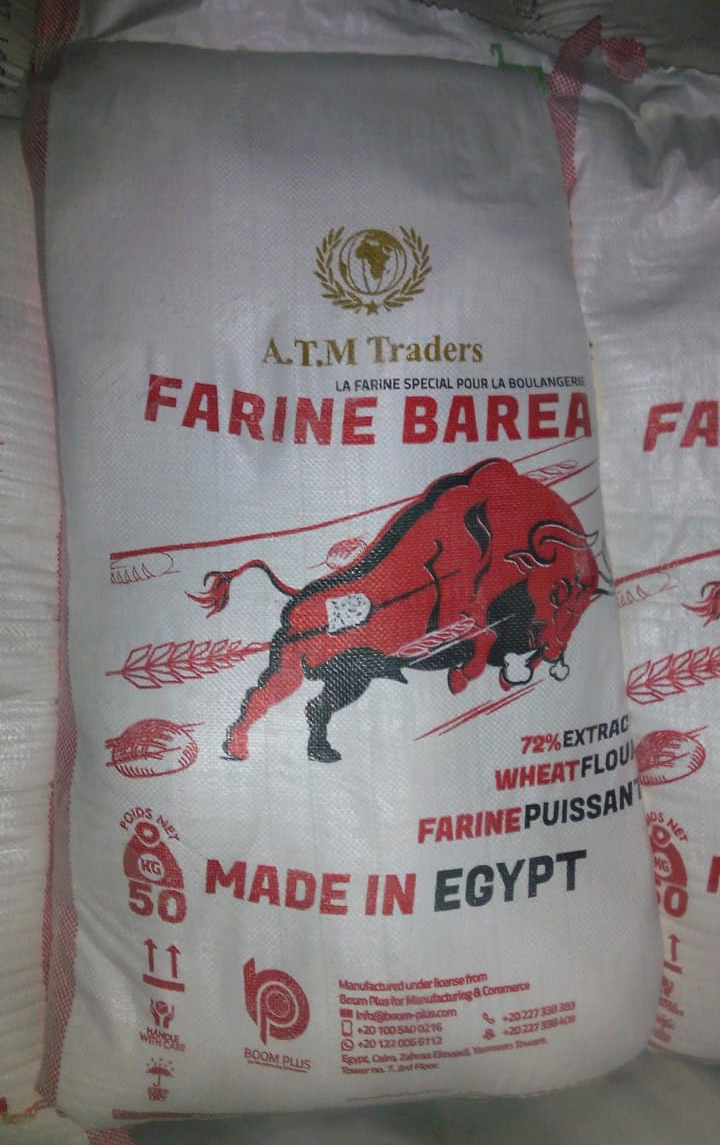 A.T.M Traders
LA FARINE SPECIAL POUR LA BOULANGERIE
FARINE BAREA
72% EXTRAC
WHEAT FLOU
FARINE PUISSANT
POIDS NET
KG
50
MADE IN EGYPT
HANDLE
WITH CARE
BOOM PLUS
Manufactured under license from
Boom Plus for Manufacturing & Commerce
info@boom-plus.com
+20 100 540 0216
+20 122 006 6112
+20 227 338 389
+20 227 338 409
Egypt, Cairo, Zahraa Elmaadi, Yasmeen Towers,
Tower no. 7, 3rd Floor.
FA